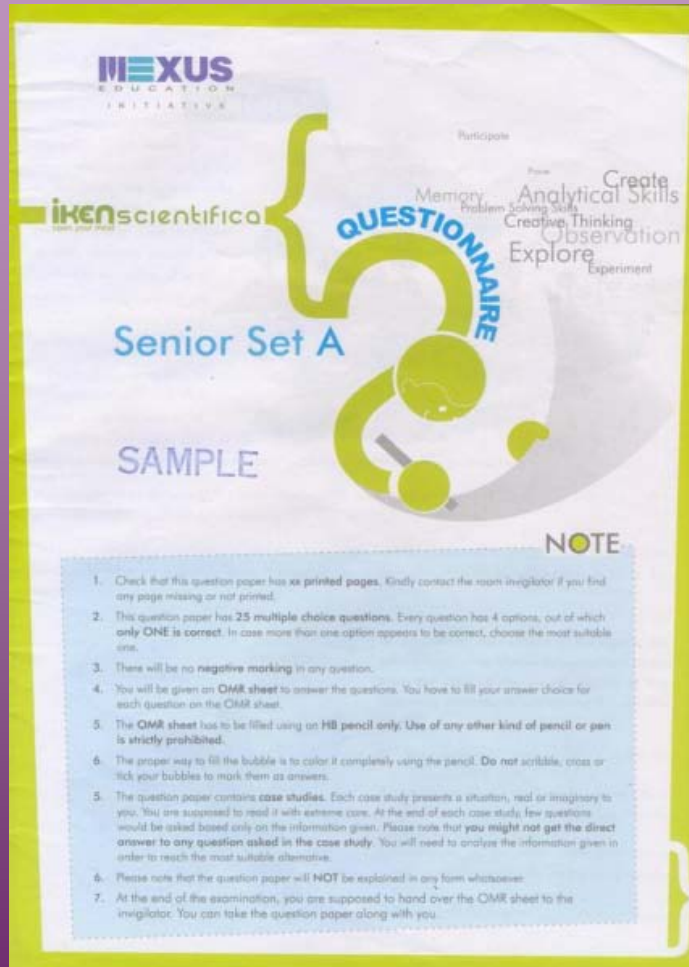 MEXUS
EDUCATION
INITIATIVE
Participate
Prove
Create
Memory
Analytical Skills
Problem Solving Skills
Creative Thinking
Observation
Explore
Experiment
iKEN scientifica
open your mind
QUESTIONNAIRE
Senior Set A
SAMPLE
NOTE
1. Check that this question paper has xx printed pages. Kindly contact the room invigilator if you find
any page missing or not printed.
2. This question paper has 25 multiple choice questions. Every question has 4 options, out of which
only ONE is correct. In case more than one option appears to be correct, choose the most suitable
one.
3. There will be no negative marking in any question.
4. You will be given an OMR sheet to answer the questions. You have to fill your answer choice for
each question on the OMR sheet.
5. The OMR sheet has to be filled using an HB pencil only. Use of any other kind of pencil or pen
is strictly prohibited.
6. The proper way to fill the bubble is to color it completely using the pencil. Do not scribble, cross or
tick your bubbles to mark them as answers.
5. The question paper contains case studies. Each case study presents a situation, real or imaginary to
you. You are supposed to read it with extreme care. At the end of each case study, few questions
would be asked based only on the information given. Please note that you might not get the direct
answer to any question asked in the case study. You will need to analyze the information given in
order to reach the most suitable alternative.
6. Please note that the question paper will NOT be explained in any form whatsoever.
7. At the end of the examination, you are supposed to hand over the OMR sheet to the
invigilator. You can take the question paper along with you.